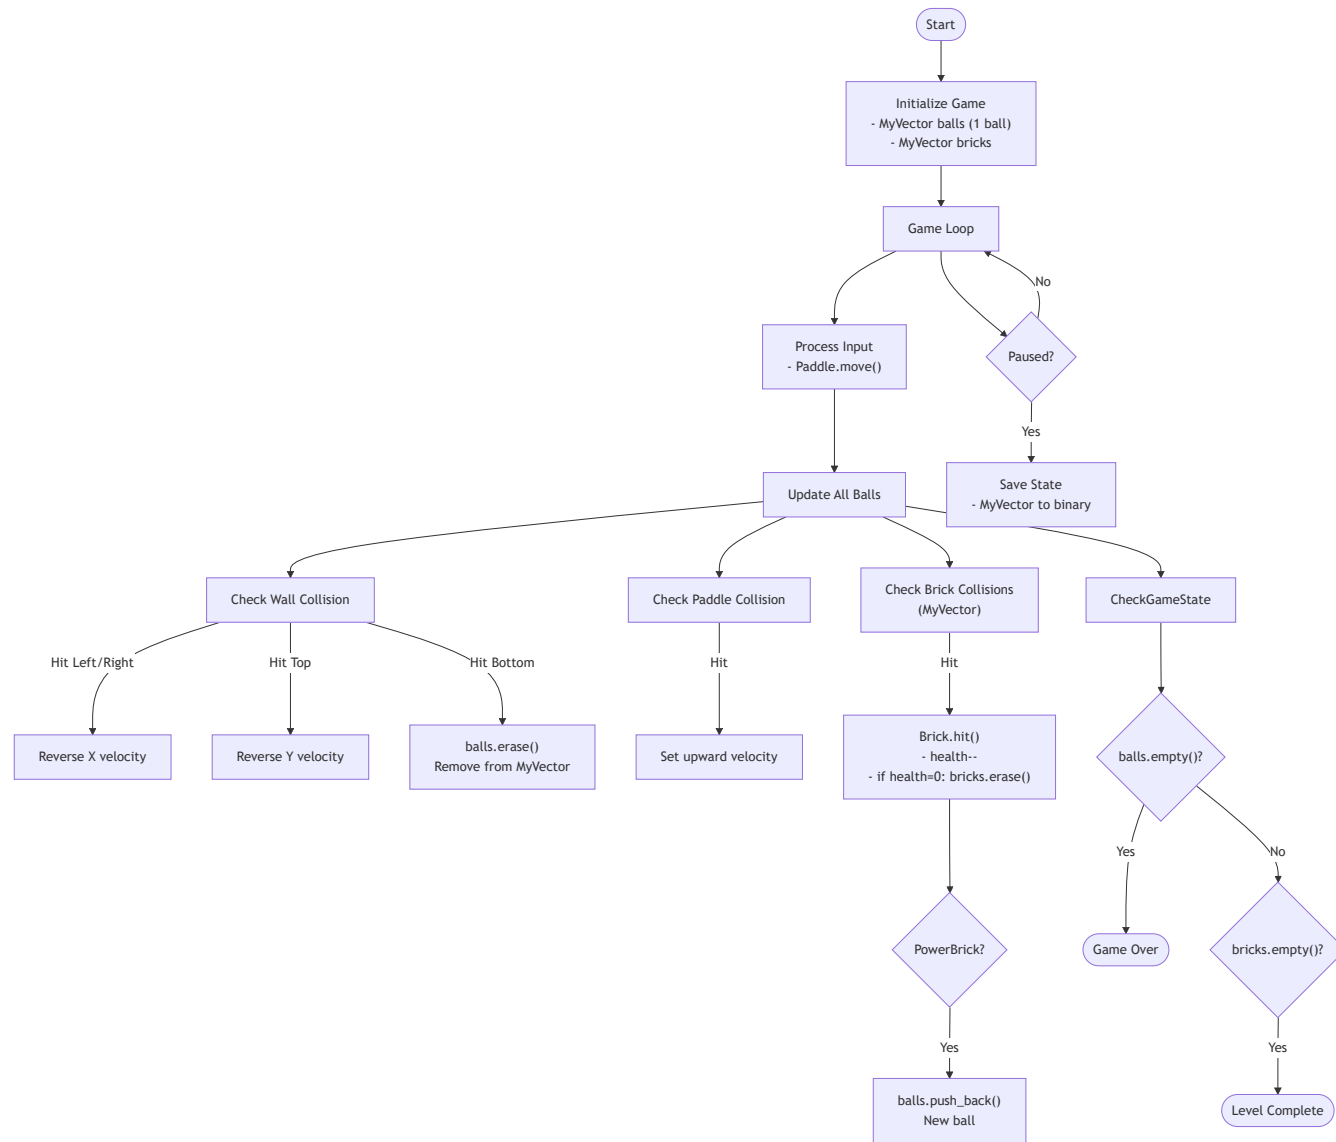 Start
Initialize Game
- MyVector balls (1 ball)
- MyVector bricks
Game Loop
No
Process Input
- Paddle.move()
Paused?
Yes
Save State
- MyVector to binary
Update All Balls
Check Wall Collision
Check Paddle Collision
Check Brick Collisions
(MyVector)
CheckGameState
Hit Left/Right
Hit Top
Hit Bottom
Hit
Hit
Reverse X velocity
Reverse Y velocity
balls.erase()
Remove from MyVector
Set upward velocity
Brick.hit()
- health--
- if health=0: bricks.erase()
balls.empty()?
Yes
No
PowerBrick?
Game Over
bricks.empty()?
Yes
Yes
balls.push_back()
New ball
Level Complete